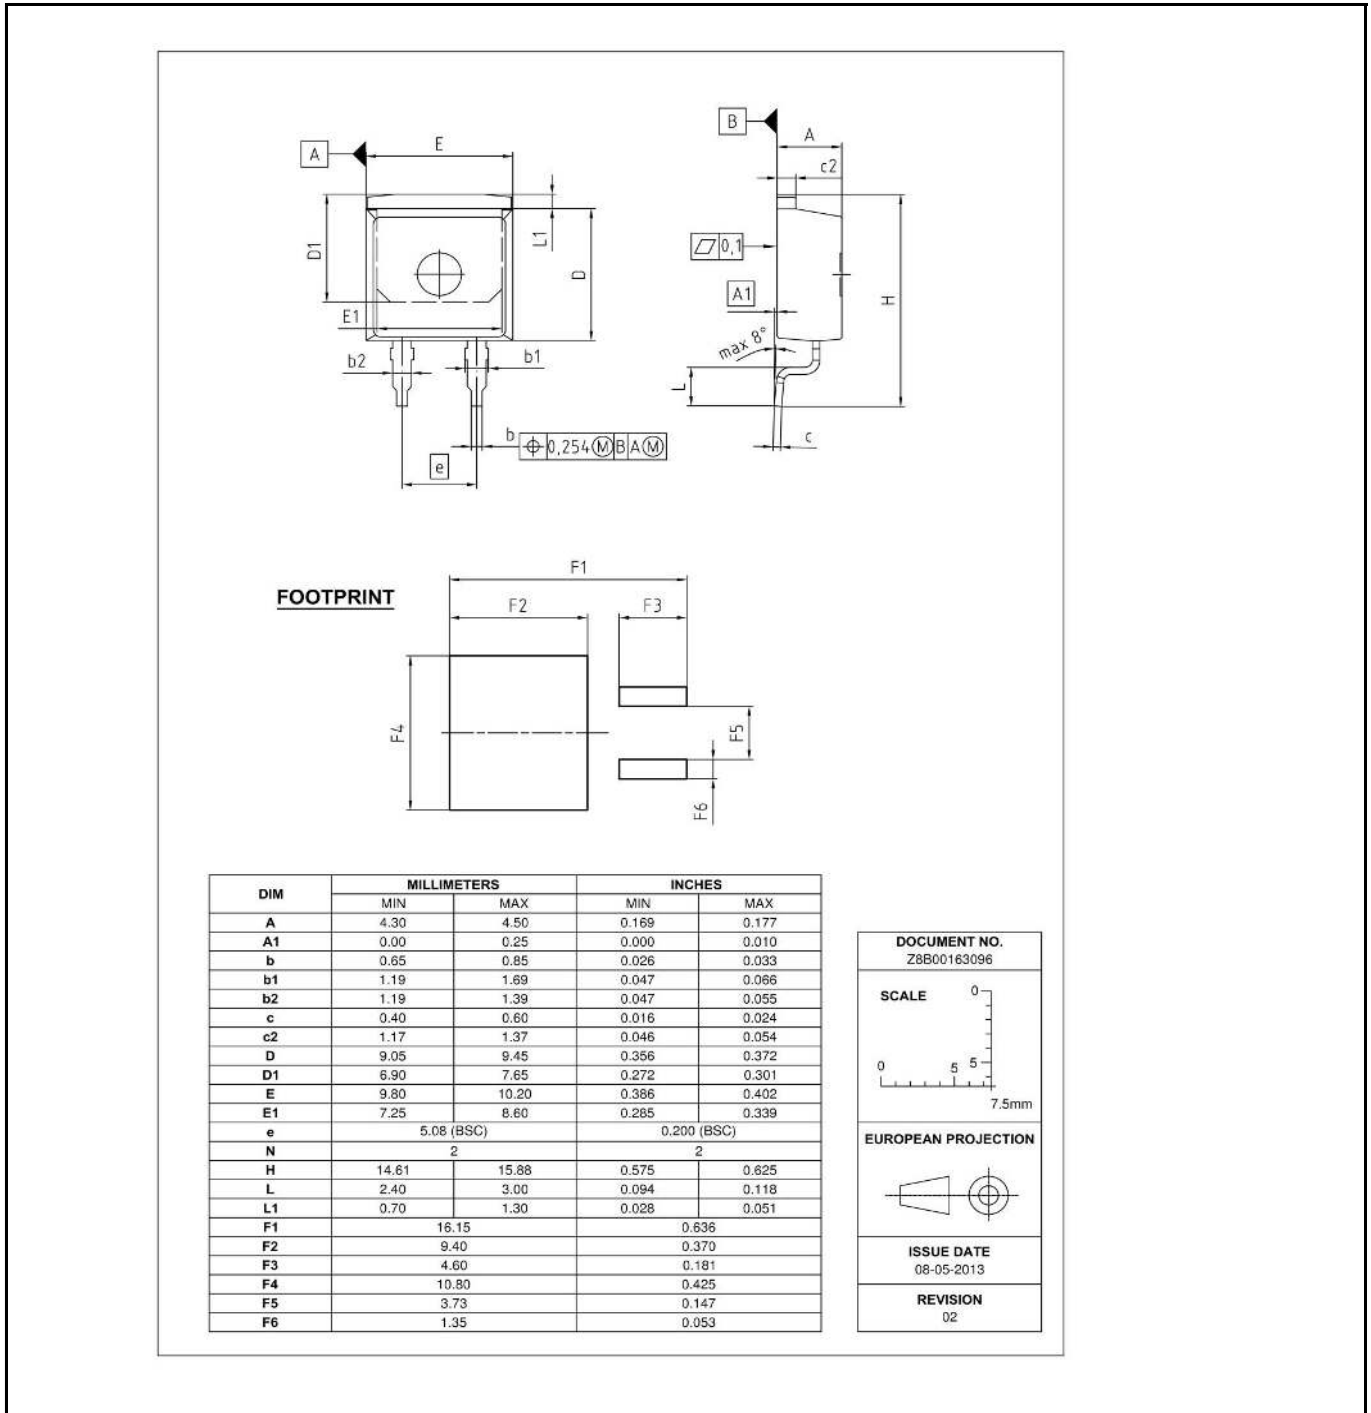 A
E
D1
L1
D
E1
b2
b1
b
0,254 M B A M
e
B
A
c2
0,1
A1
max 8°
H
L
c
FOOTPRINT
F1
F2
F3
F4
F5
F6
DIM MILLIMETERS INCHES
MIN MAX MIN MAX
A 4.30 4.50 0.169 0.177
A1 0.00 0.25 0.000 0.010
b 0.65 0.85 0.026 0.033
b1 1.19 1.69 0.047 0.066
b2 1.19 1.39 0.047 0.055
c 0.40 0.60 0.016 0.024
c2 1.17 1.37 0.046 0.054
D 9.05 9.45 0.356 0.372
D1 6.90 7.65 0.272 0.301
E 9.80 10.20 0.386 0.402
E1 7.25 8.60 0.285 0.339
e 5.08 (BSC) 0.200 (BSC)
N 2 2
H 14.61 15.88 0.575 0.625
L 2.40 3.00 0.094 0.118
L1 0.70 1.30 0.028 0.051
F1 16.15 0.636
F2 9.40 0.370
F3 4.60 0.181
F4 10.80 0.425
F5 3.73 0.147
F6 1.35 0.053
DOCUMENT NO.
Z8B00163096
SCALE
0
0 5 5
7.5mm
EUROPEAN PROJECTION
ISSUE DATE
08-05-2013
REVISION
02